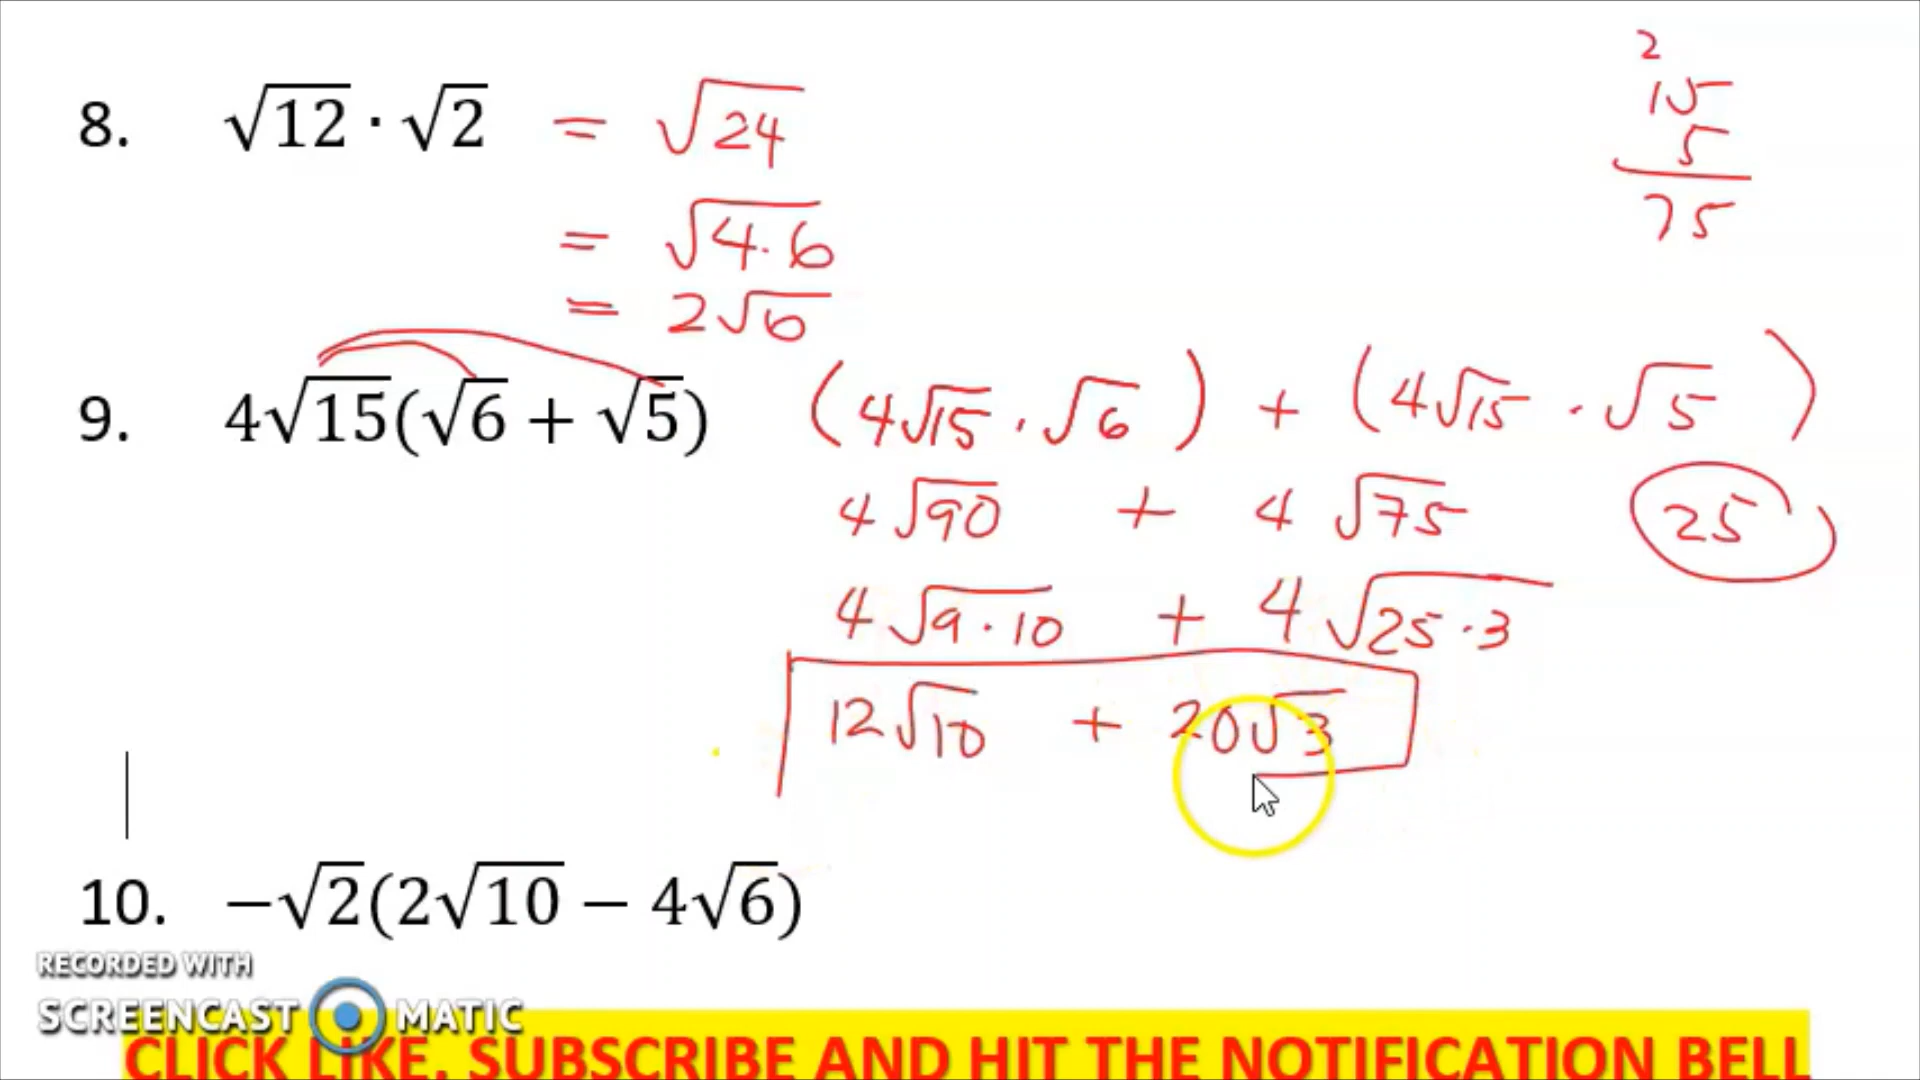 8. √12 · √2 = √24
= √4.6
= 2√6
2
15
5
75
9. 4√15(√6 + √5) (4√15 . √6) + (4√15 . √5)
4√90 + 4√75 25
4√9·10 + 4√25·3
12√10 + 20√3
10. −√2(2√10 − 4√6)
RECORDED WITH
SCREENCAST MATIC
CLICK LIKE, SUBSCRIBE AND HIT THE NOTIFICATION BELL